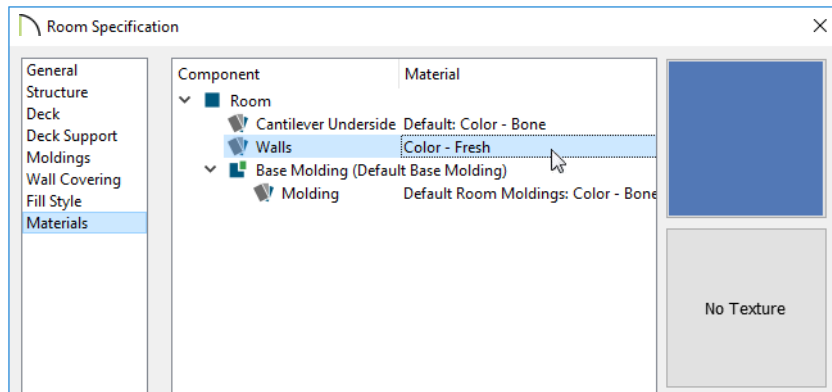 Room Specification
General
Structure
Deck
Deck Support
Moldings
Wall Covering
Fill Style
Materials
Component Material
Room
Cantilever Underside Default: Color - Bone
Walls Color - Fresh
Base Molding (Default Base Molding)
Molding Default Room Moldings: Color - Bone
No Texture